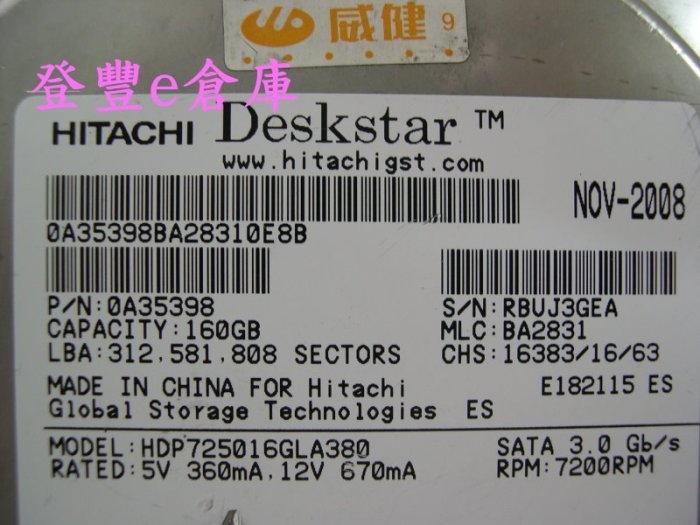 威健 9
登豐e倉庫
HITACHI Deskstar ™
www.hitachigst.com
NOV-2008
0A35398BA28310E8B
P/N:0A35398 S/N:RBUJ3GEA
CAPACITY:160GB MLC:BA2831
LBA:312,581,808 SECTORS CHS:16383/16/63
MADE IN CHINA FOR Hitachi E182115 ES
Global Storage Technologies ES
MODEL:HDP725016GLA380 SATA 3.0 Gb/s
RATED:5V 360mA,12V 670mA RPM:7200RPM